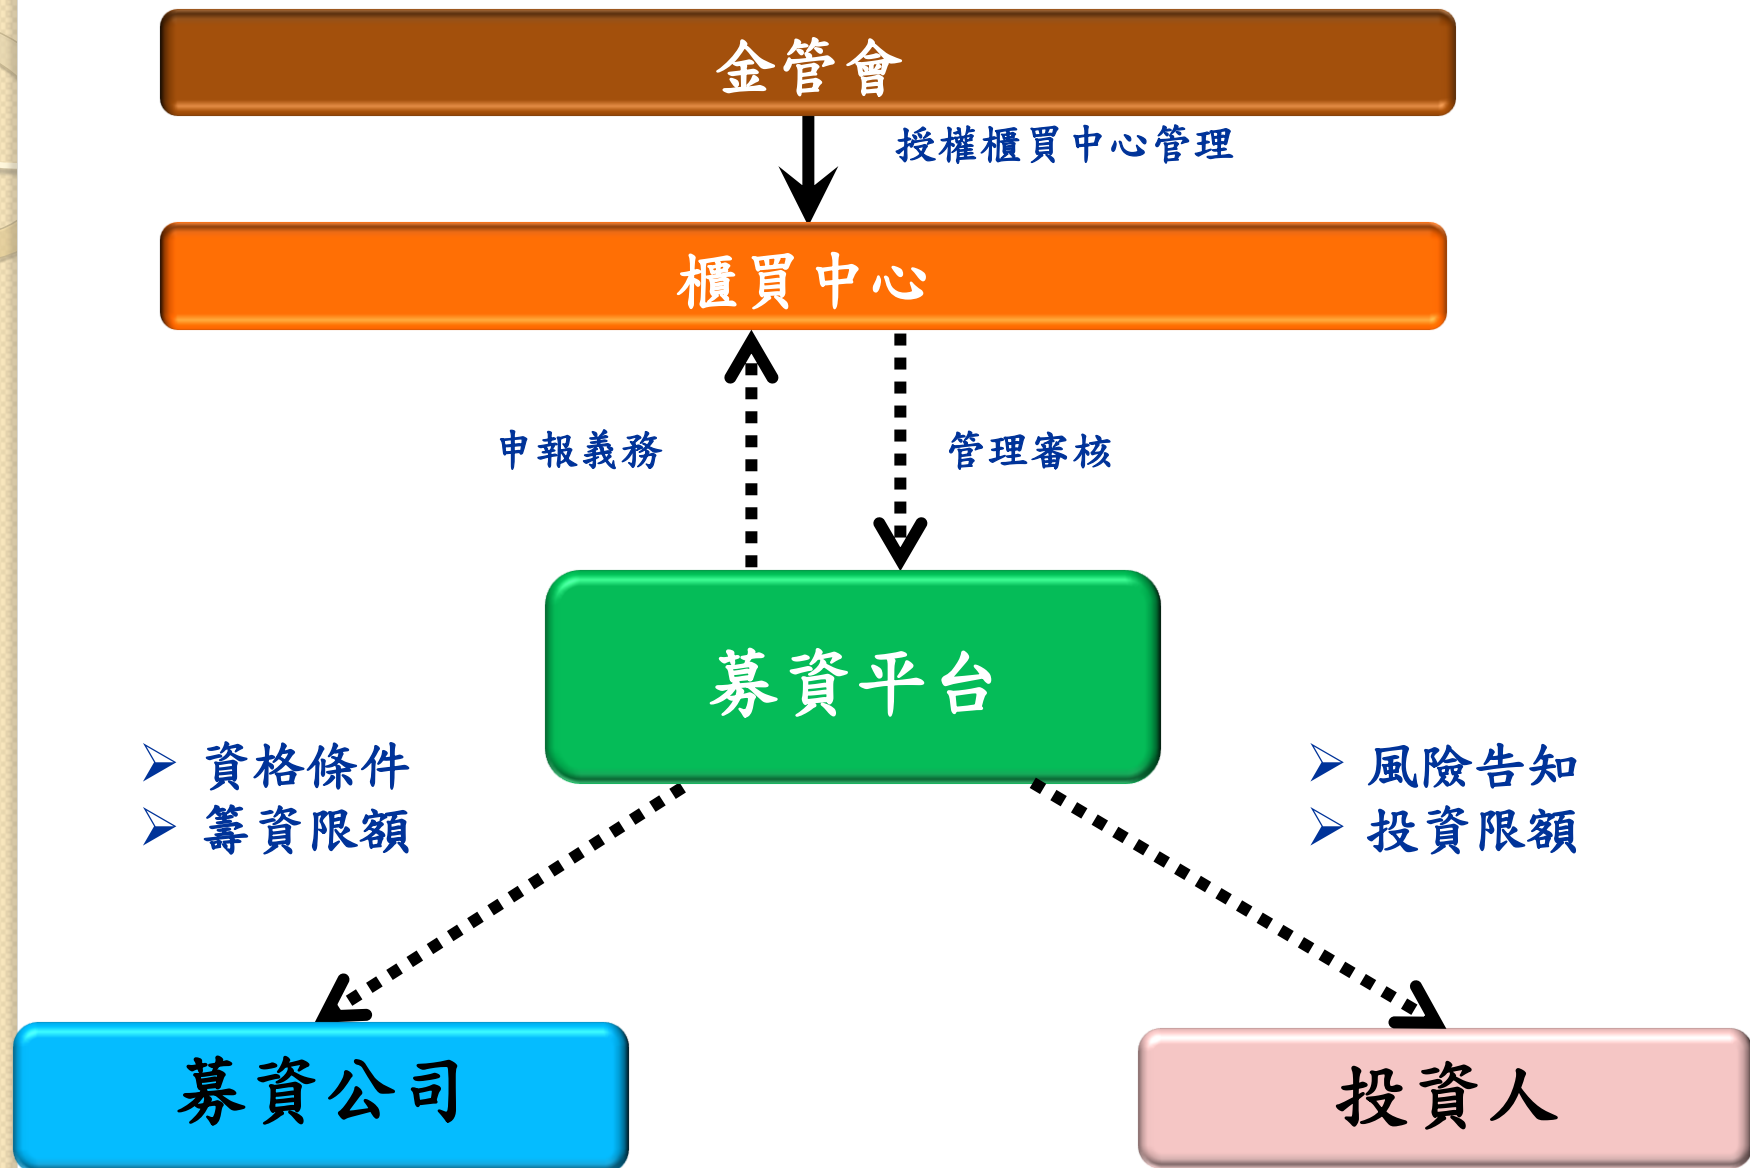 金管會
授權櫃買中心管理
櫃買中心
申報義務
管理審核
募資平台
資格條件
籌資限額
風險告知
投資限額
募資公司
投資人